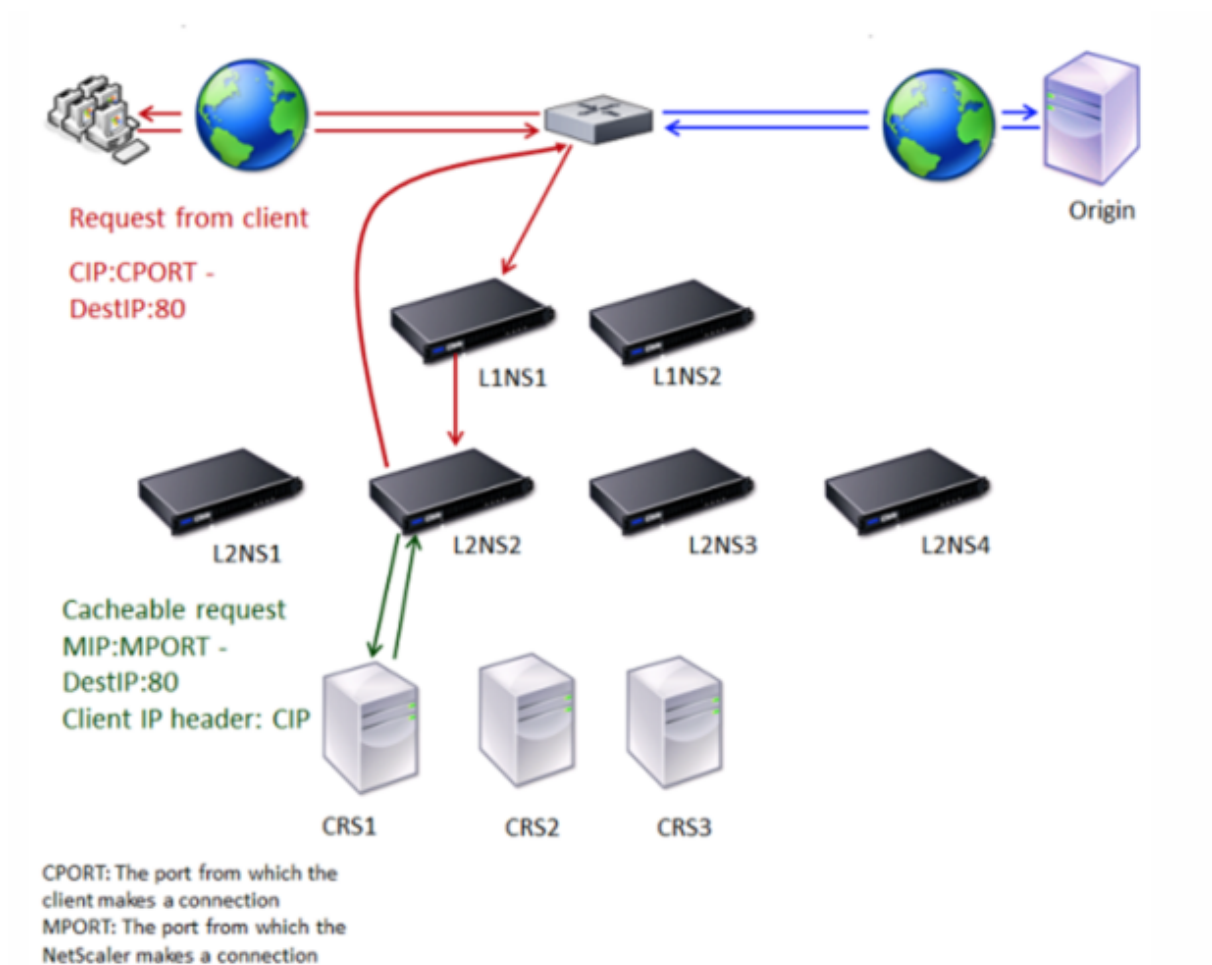 Origin
Request from client
CIP:CPORT -
DestIP:80
L1NS1
L1NS2
L2NS1
L2NS2
L2NS3
L2NS4
Cacheable request
MIP:MPORT -
DestIP:80
Client IP header: CIP
CRS1
CRS2
CRS3
CPORT: The port from which the
client makes a connection
MPORT: The port from which the
NetScaler makes a connection